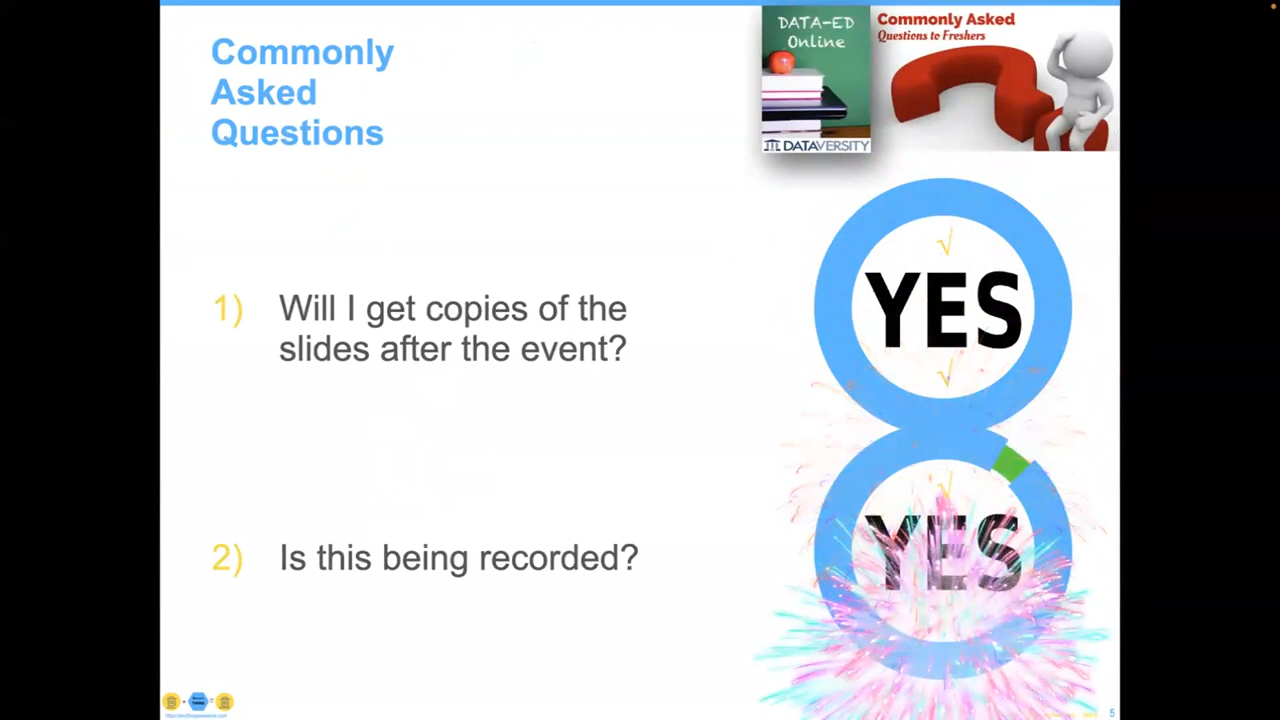 Commonly
Asked
Questions
DATA-ED
Online
DATAVERSITY
Commonly Asked
Questions to Freshers
1) Will I get copies of the
slides after the event?
√
YES
√
2) Is this being recorded?
√
YES
5